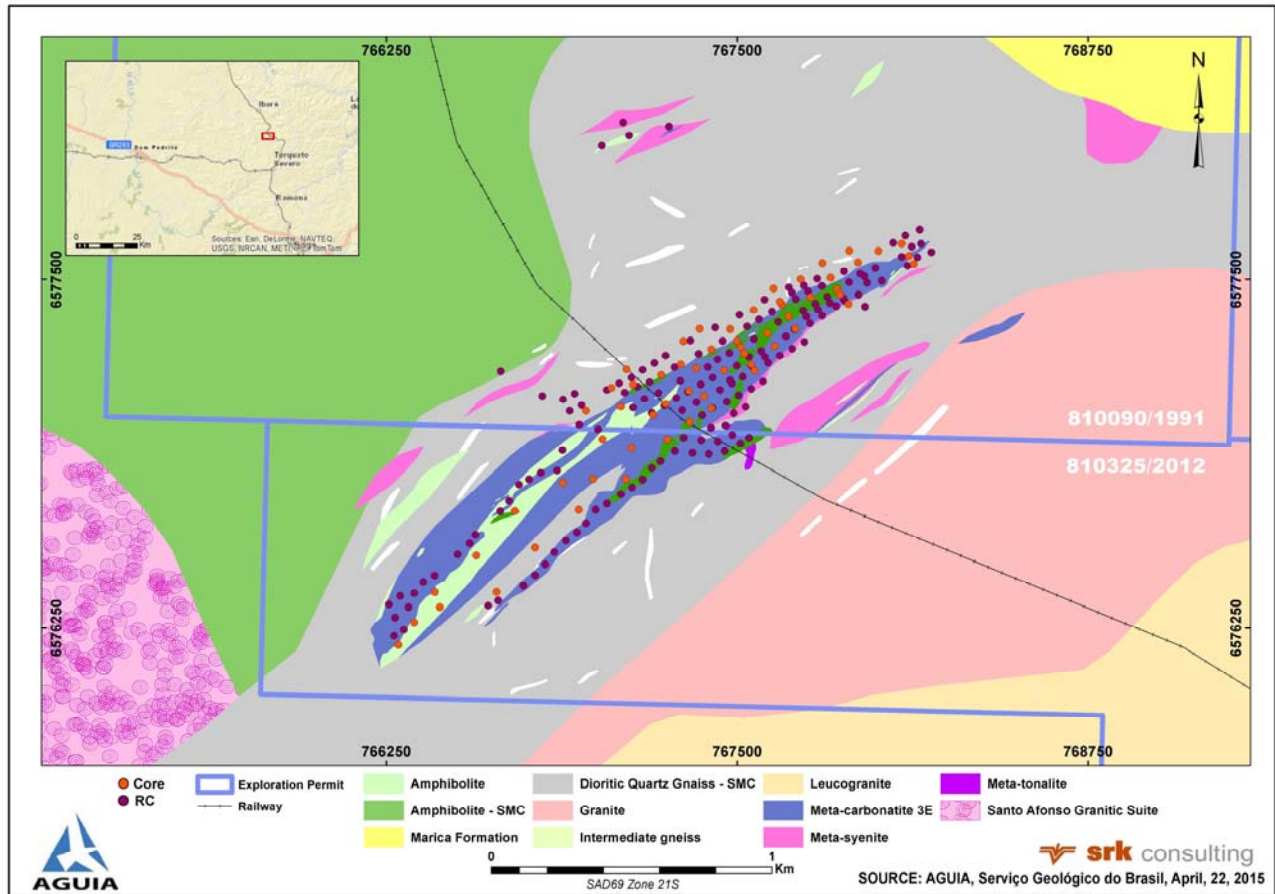 766250
767500
768750
N
Ibaré
BR293
Dom Pedrito
Torquato
Severo
Ramona
0
25
Km
Sources: Esri, DeLorme, NAVTEQ,
USGS, NRCAN, METI, TomTom
6577500
6577500
810090/1991
810325/2012
6576250
6576250
766250
767500
768750
Core
RC
Exploration Permit
Railway
Amphibolite
Amphibolite - SMC
Marica Formation
Dioritic Quartz Gnaiss - SMC
Granite
Intermediate gneiss
Leucogranite
Meta-carbonatite 3E
Meta-syenite
Meta-tonalite
Santo Afonso Granitic Suite
AGUIA
0
1
Km
SAD69 Zone 21S
srk consulting
SOURCE: AGUIA, Serviço Geológico do Brasil, April, 22, 2015